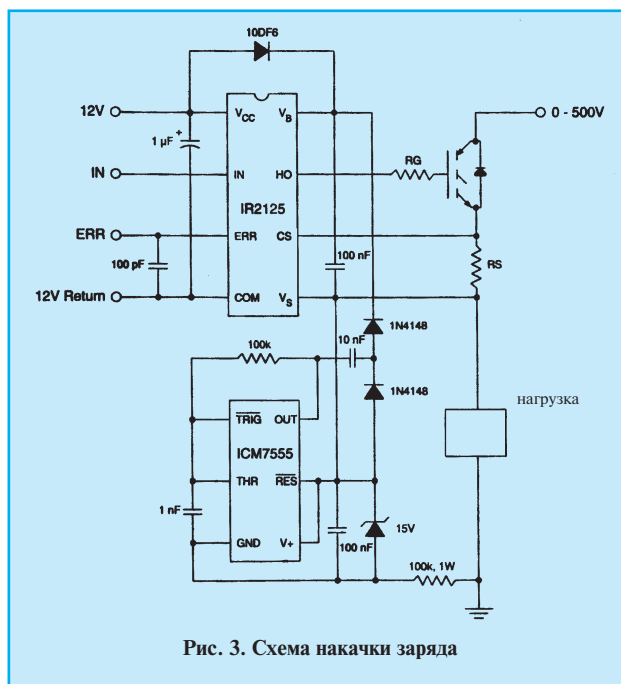 10DF6
12V
VCC
VB
0 - 500V
1 µF
+
IN
IN
HO
RG
IR2125
ERR
ERR
CS
100 pF
100 nF
RS
12V Return
COM
VS
1N4148
100k
10 nF
1N4148
нагрузка
TRIG
OUT
ICM7555
THR
RES
1 nF
GND
V+
100 nF
15V
100k, 1W
Рис. 3. Схема накачки заряда